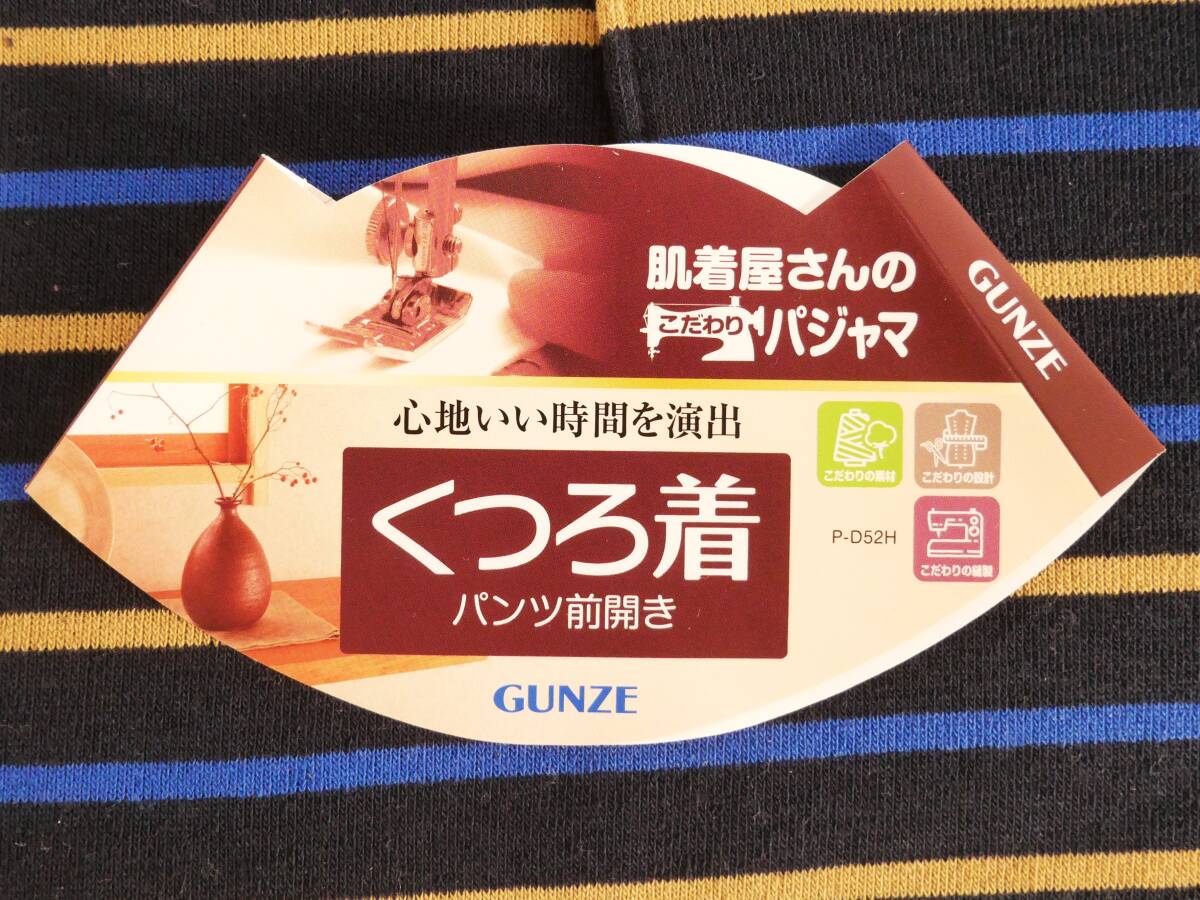 肌着屋さんの
こだわり パジャマ
GUNZE
心地いい時間を演出
くつろ着
パンツ前開き
こだわりの素材
こだわりの設計
P-D52H
こだわりの縫製
GUNZE